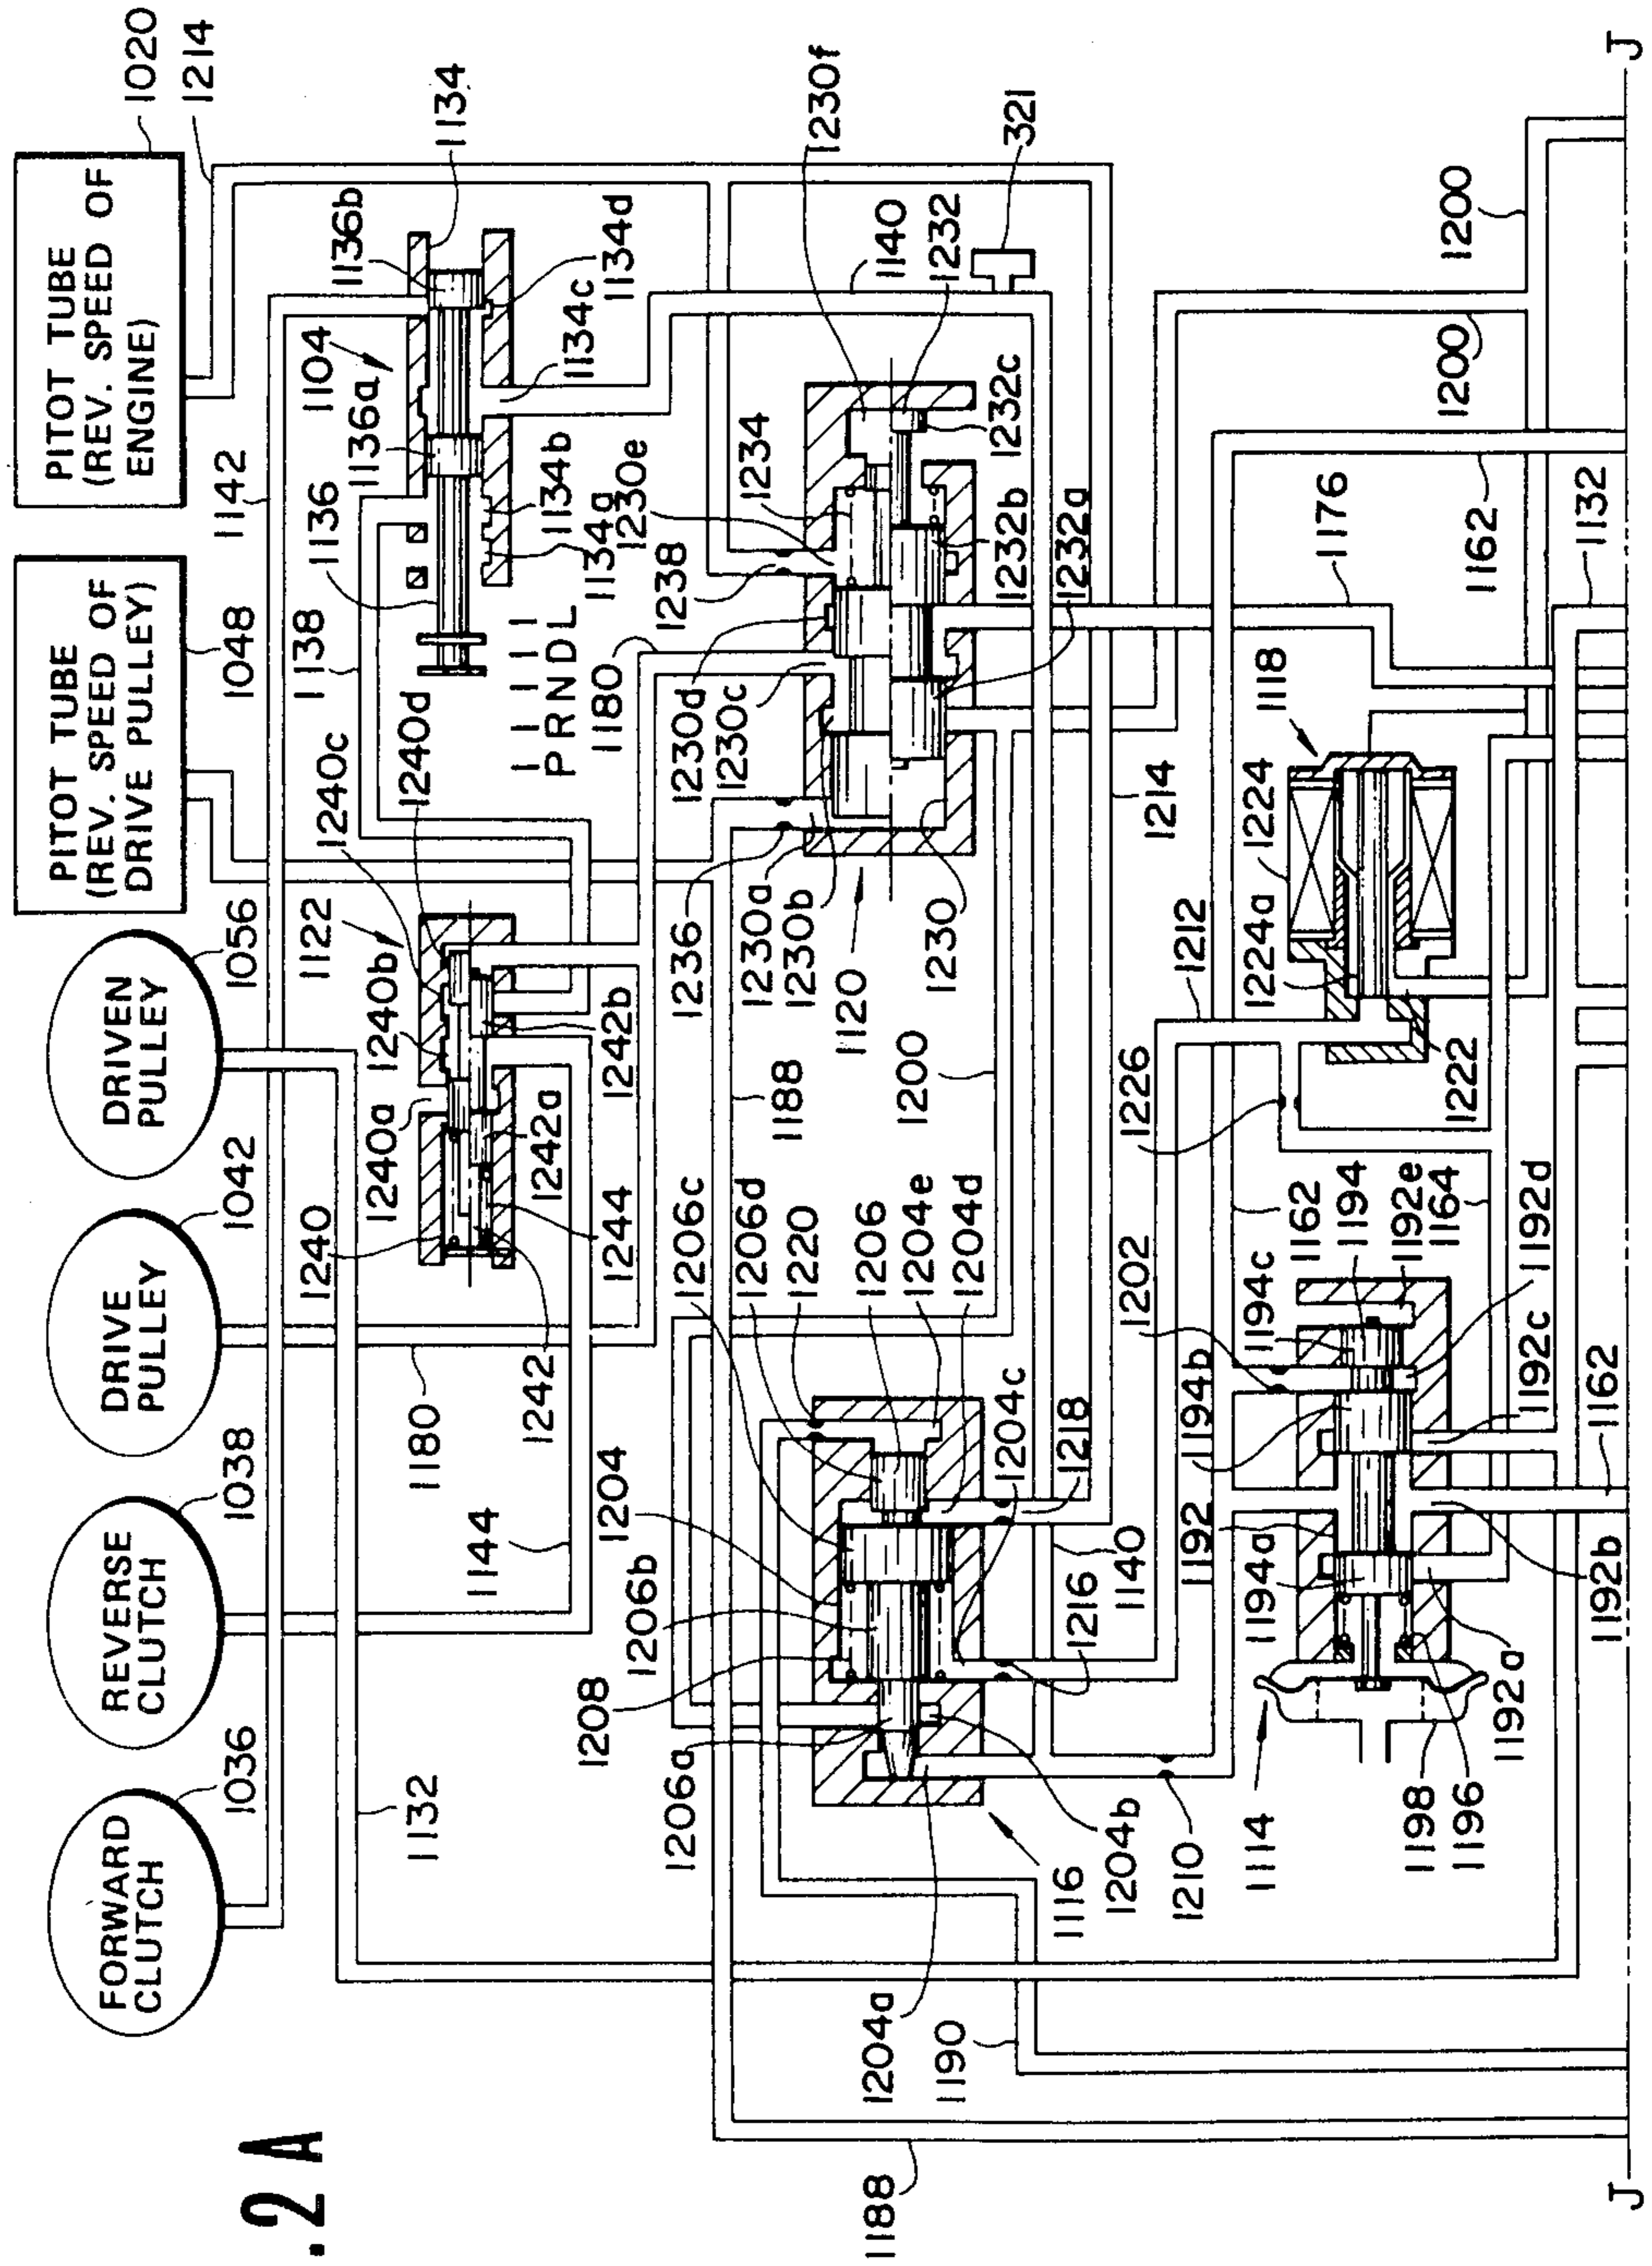 .2A
FORWARD
CLUTCH
1036
REVERSE
CLUTCH
1038
DRIVE
PULLEY
1042
DRIVEN
PULLEY
1056
PITOT TUBE
(REV. SPEED OF
DRIVE PULLEY)
1048
PITOT TUBE
(REV. SPEED OF
ENGINE)
1020
1214
1132
1144
1180
1240
1242
1244
1240a
1242a
1240b
1242b
1122
1240c
1240d
1138
1136
1142
1136a
1104
1136b
1134
1134a
1134b
1134c
1134d
PRNDL
1180
1188
1206a
1208
1206b
1204
1206c
1206d
1220
1206
1204e
1204d
1204c
1218
1188
1200
1236
1230a
1230b
1120
1230
1230c
1230d
1238
1230e
1234
1232a
1232b
1232c
1232
1230f
1140
321
1188
1190
1204a
1116
1204b
1210
1216
1140
1202
1226
1212
1214
1176
1200
1200
1114
1198
1196
1192a
1192b
1194a
1192
1194b
1194c
1162
1194
1192e
1164
1192d
1192c
1162
1222
1224a
1224
1118
1162
1132
J
J